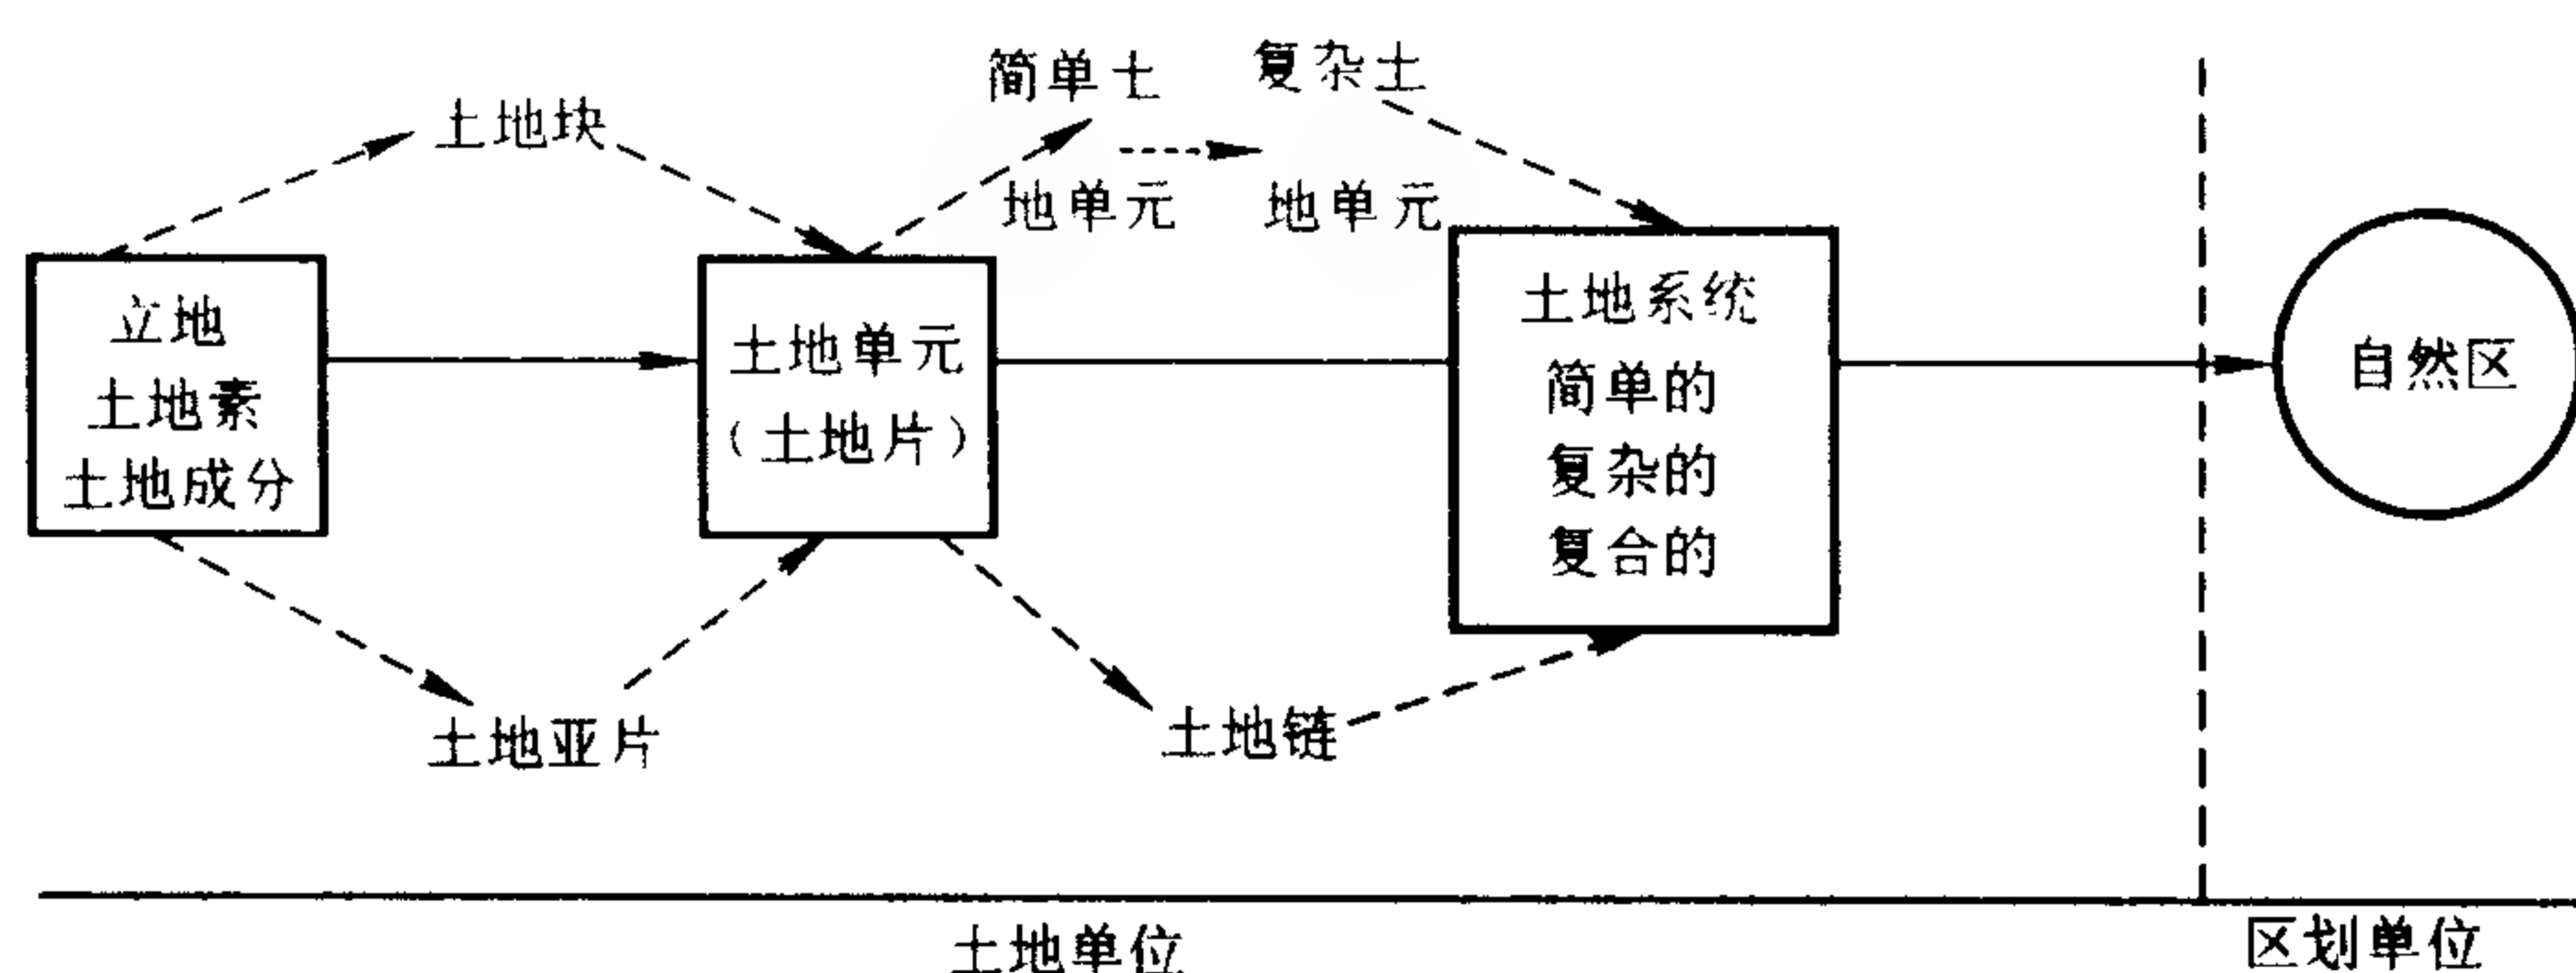 简单土
地单元
复杂土
地单元
土地块
立地
土地素
土地成分
土地单元
（土地片）
土地系统
简单的
复杂的
复合的
自然区
土地亚片
土地链
土地单位
区划单位